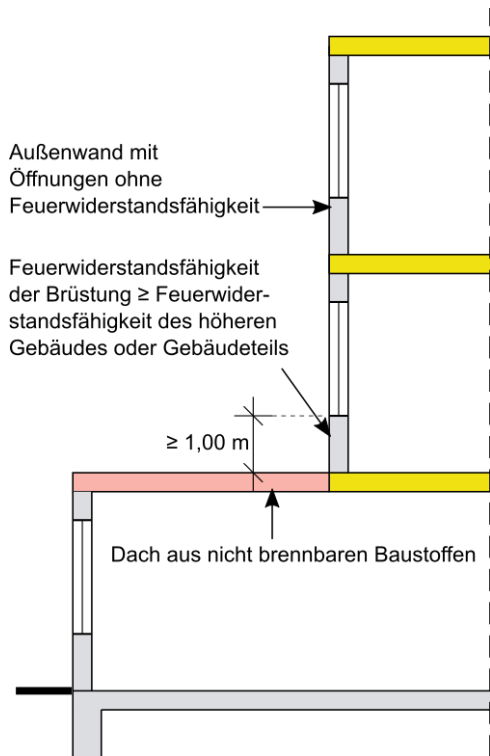 Außenwand mit
Öffnungen ohne
Feuerwiderstandsfähigkeit
Feuerwiderstandsfähigkeit
der Brüstung ≥ Feuerwider-
standsfähigkeit des höheren
Gebäudes oder Gebäudeteils
≥ 1,00 m
Dach aus nicht brennbaren Baustoffen